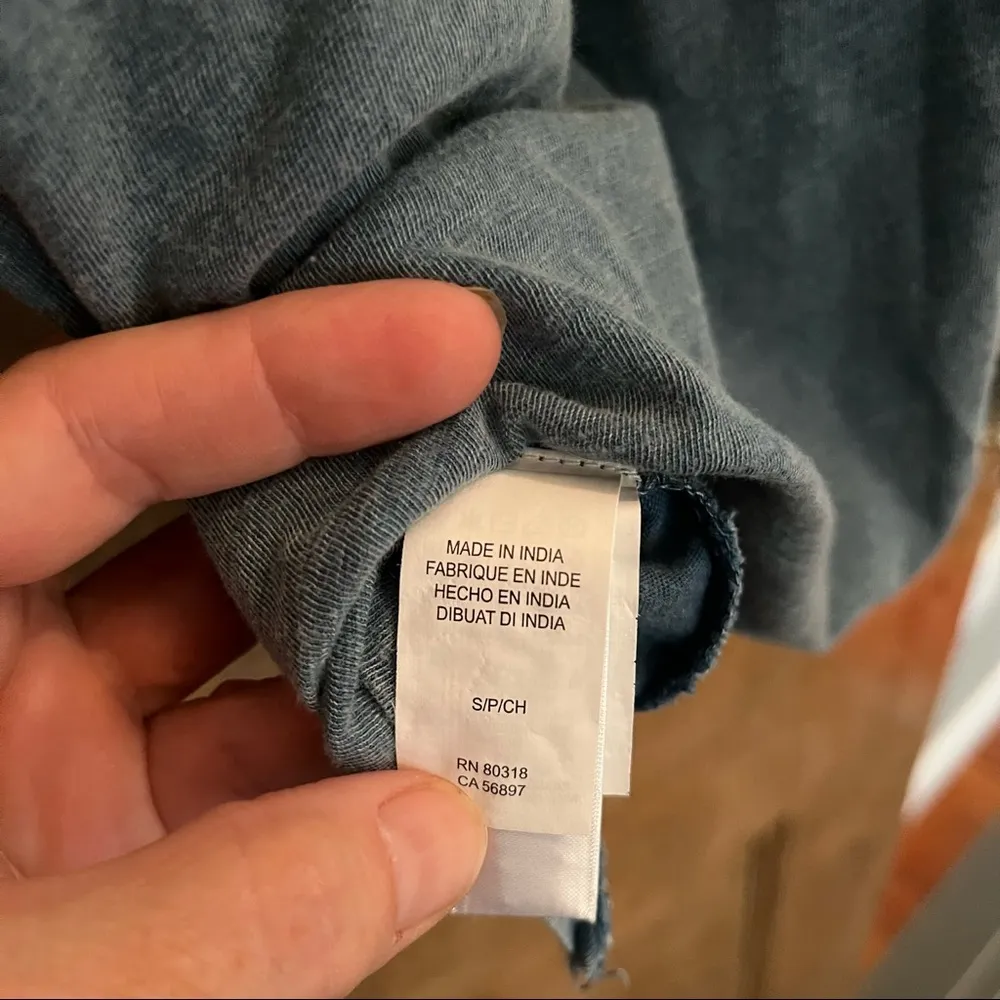 MADE IN INDIA
FABRIQUE EN INDE
HECHO EN INDIA
DIBUAT DI INDIA
S/P/CH
RN 80318
CA 56897